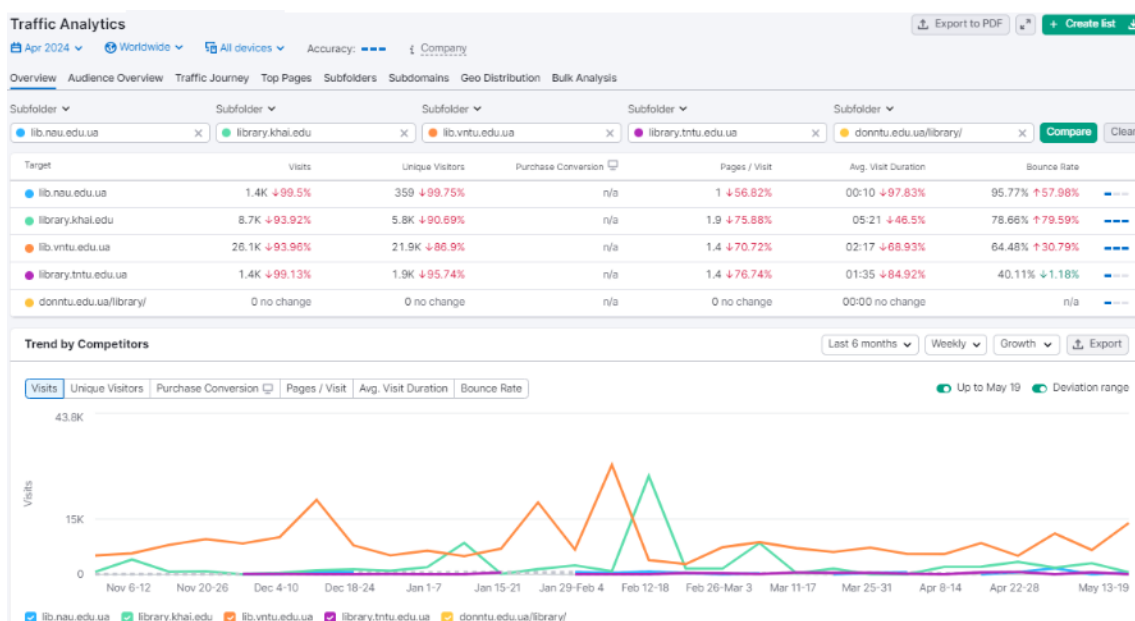 Traffic Analytics
Export to PDF
+ Create list
Apr 2024 Worldwide All devices Accuracy: Company
Overview Audience Overview Traffic Journey Top Pages Subfolders Subdomains Geo Distribution Bulk Analysis
Subfolder Subfolder Subfolder Subfolder Subfolder
lib.nau.edu.ua × library.khai.edu × lib.vntu.edu.ua × library.tntu.edu.ua × donntu.edu.ua/library/ × Compare Clear
Target Visits Unique Visitors Purchase Conversion Pages / Visit Avg. Visit Duration Bounce Rate
lib.nau.edu.ua 1.4K ↓99.5% 359 ↓99.75% n/a 1 ↓56.82% 00:10 ↓97.83% 95.77% ↑57.98%
library.khai.edu 8.7K ↓93.92% 5.8K ↓90.69% n/a 1.9 ↓75.88% 05:21 ↓46.5% 78.66% ↑79.59%
lib.vntu.edu.ua 26.1K ↓93.96% 21.9K ↓86.9% n/a 1.4 ↓70.72% 02:17 ↓68.93% 64.48% ↑30.79%
library.tntu.edu.ua 1.4K ↓99.13% 1.9K ↓95.74% n/a 1.4 ↓76.74% 01:35 ↓84.92% 40.11% ↓1.18%
donntu.edu.ua/library/ 0 no change 0 no change n/a 0 no change 00:00 no change n/a
Trend by Competitors Last 6 months Weekly Growth Export
Visits Unique Visitors Purchase Conversion Pages / Visit Avg. Visit Duration Bounce Rate Up to May 19 Deviation range
43.8K
Visits
15K
0
Nov 6-12 Nov 20-26 Dec 4-10 Dec 18-24 Jan 1-7 Jan 15-21 Jan 29-Feb 4 Feb 12-18 Feb 26-Mar 3 Mar 11-17 Mar 25-31 Apr 8-14 Apr 22-28 May 13-19
lib.nau.edu.ua library.khai.edu lib.vntu.edu.ua library.tntu.edu.ua donntu.edu.ua/library/